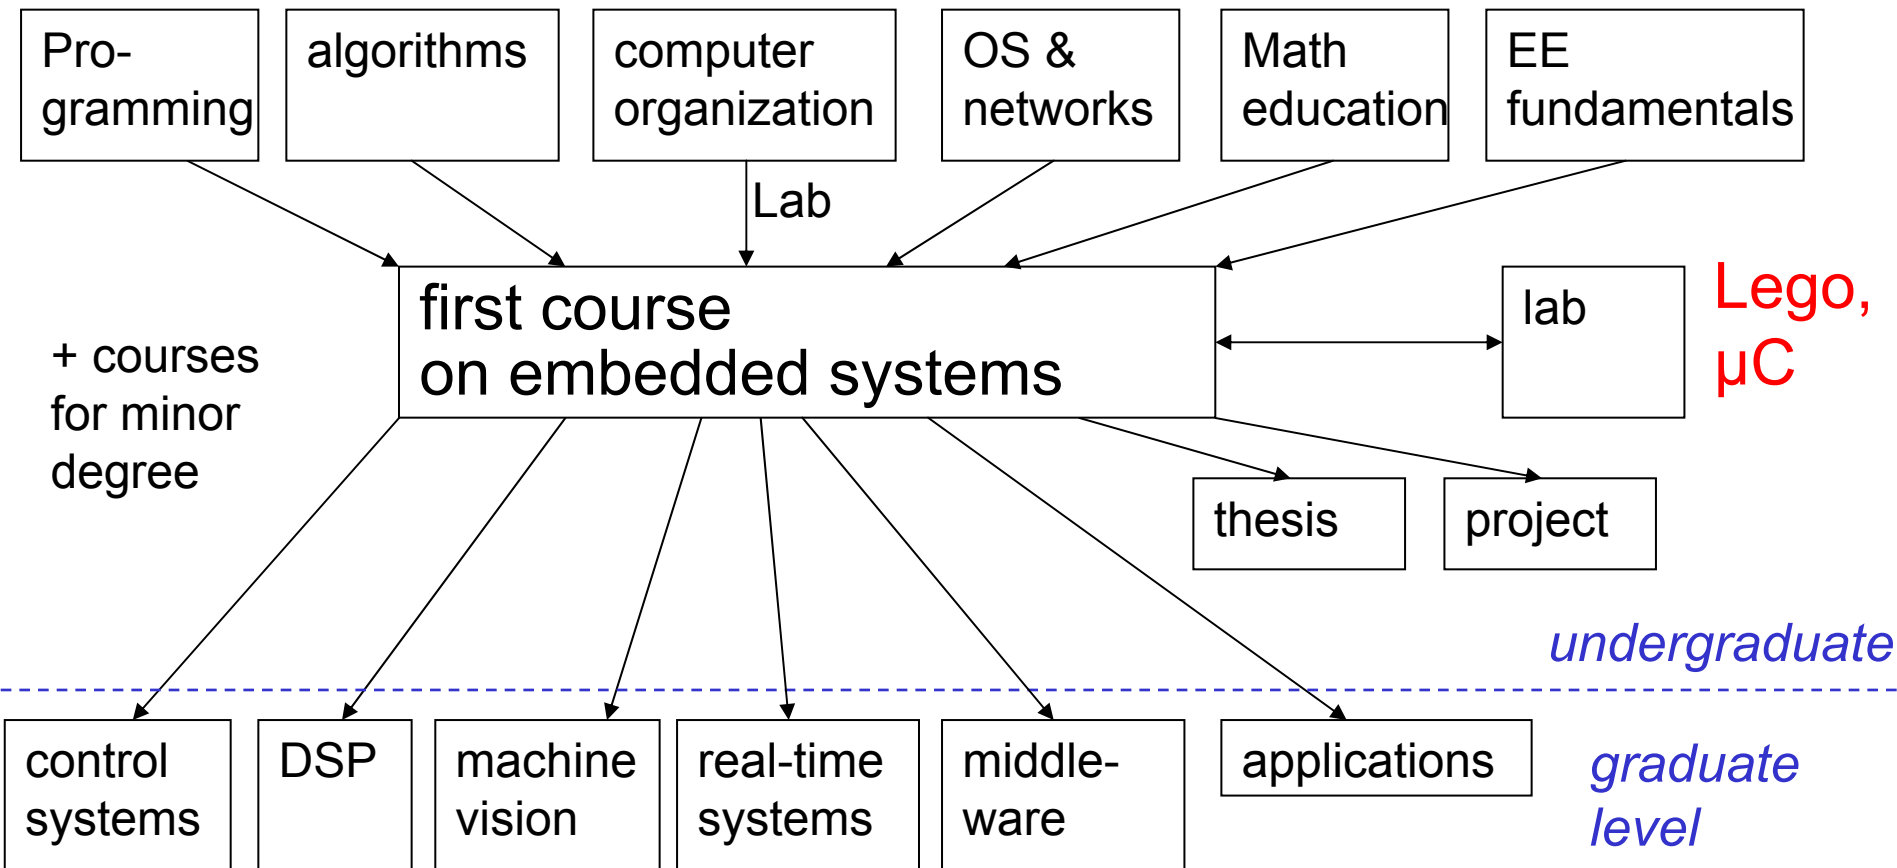 Pro-
gramming
algorithms
computer
organization
OS &
networks
Math
education
EE
fundamentals
Lab
first course
on embedded systems
lab
Lego,
µC
+ courses
for minor
degree
thesis
project
undergraduate
control
systems
DSP
machine
vision
real-time
systems
middle-
ware
applications
graduate
level